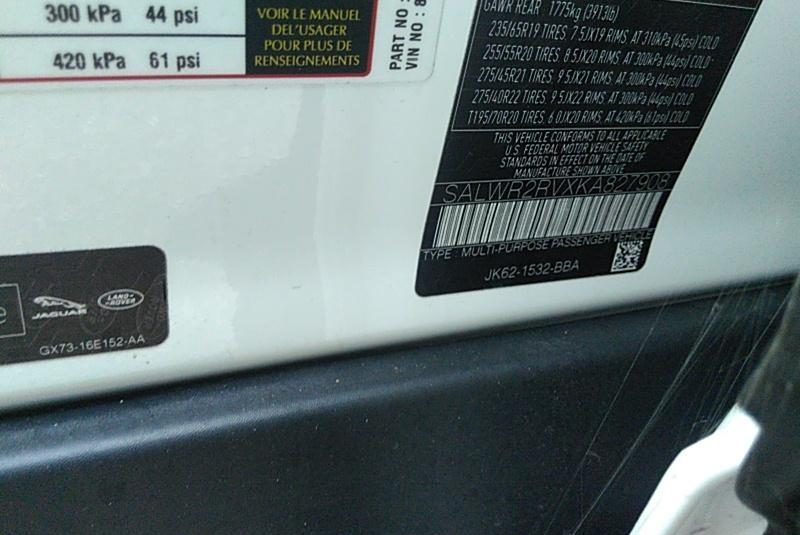 300 kPa 44 psi
420 kPa 61 psi
VOIR LE MANUEL
DEL'USAGER
POUR PLUS DE
RENSEIGNEMENTS
PART NO:
VIN NO: 8
GAWR REAR 1775kg (3913lb)
235/65R19 TIRES 7.5JX19 RIMS AT 310kPa (45psi) COLD
255/55R20 TIRES 8.5JX20 RIMS AT 300kPa (44psi) COLD
275/45R21 TIRES 9.5JX21 RIMS AT 300kPa (44psi) COLD
275/40R22 TIRES 9.5JX22 RIMS AT 300kPa (44psi) COLD
T195/70R20 TIRES 6.0JX20 RIMS AT 420kPa (61psi) COLD
THIS VEHICLE CONFORMS TO ALL APPLICABLE
U.S. FEDERAL MOTOR VEHICLE SAFETY
STANDARDS IN EFFECT ON THE DATE OF
MANUFACTURE SHOWN ABOVE
SALWR2RVXKA827908
TYPE : MULTI-PURPOSE PASSENGER VEHICLE
JK62-1532-BBA
e
JAGUAR
LAND-
ROVER
GX73-16E152-AA